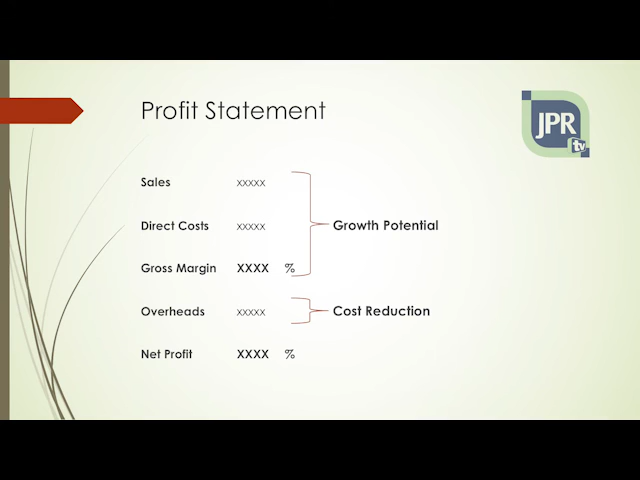 Profit Statement
JPR
tv
Sales xxxxx
Direct Costs xxxxx
Growth Potential
Gross Margin XXXX %
Overheads xxxxx
Cost Reduction
Net Profit XXXX %